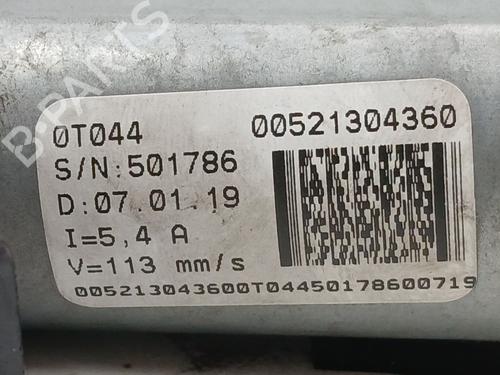 B-PARTS
0T044 00521304360
S/N:501786
D:07.01.19
I=5,4 A
V=113 mm/s
005213043600T04450178600719